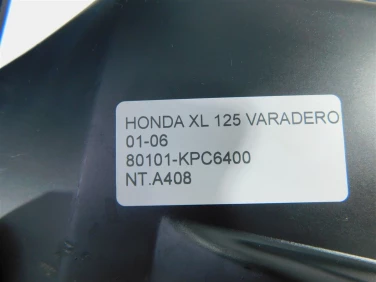 HONDA XL 125 VARADERO
01-06
80101-KPC6400
NT.A408